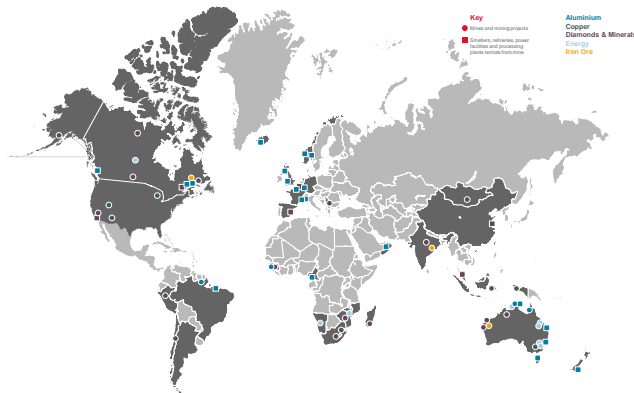 Key
Mines and mining projects
Smelters, refineries, power
facilities and processing
plants remote from mine
Aluminium
Copper
Diamonds & Minerals
Energy
Iron Ore